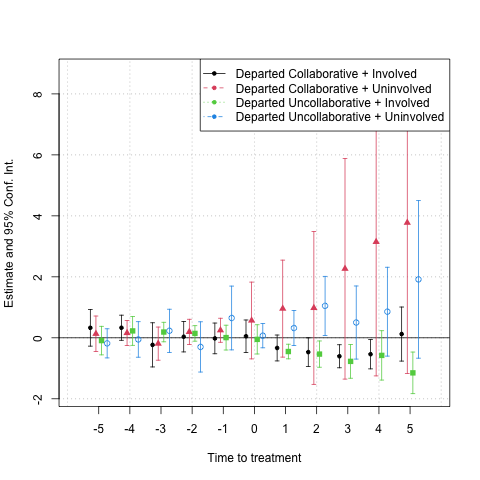 Departed Collaborative + Involved
Departed Collaborative + Uninvolved
Departed Uncollaborative + Involved
Departed Uncollaborative + Uninvolved
Estimate and 95% Conf. Int.
8
6
4
2
0
-2
-5 -4 -3 -2 -1 0 1 2 3 4 5
Time to treatment